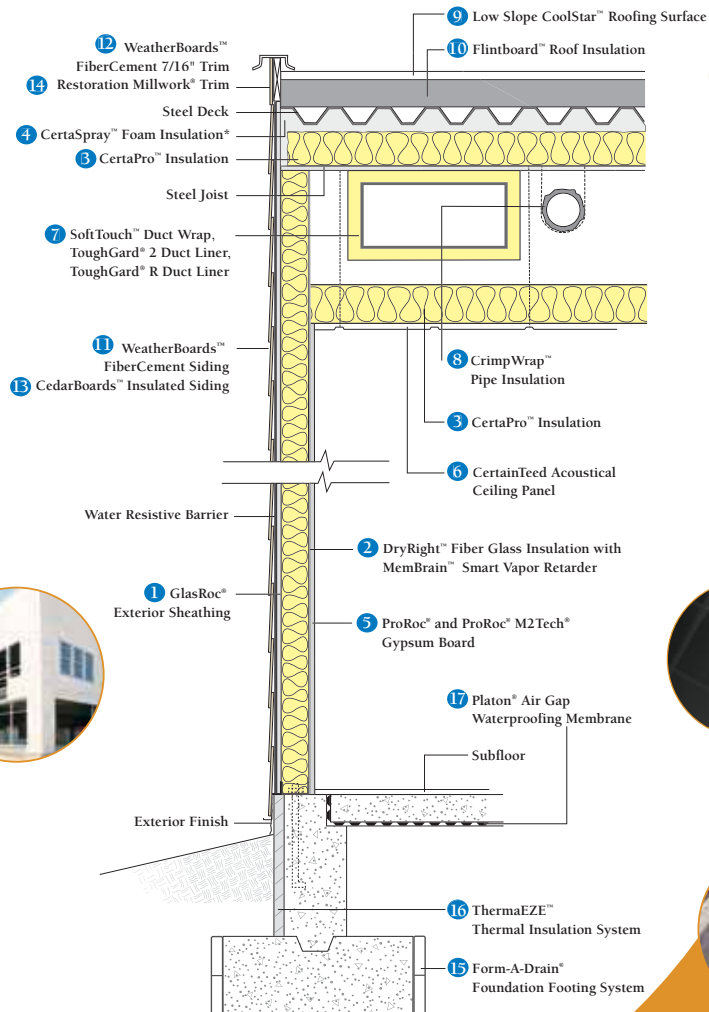 9 Low Slope CoolStar™ Roofing Surface
12 WeatherBoards™
FiberCement 7/16" Trim
10 Flintboard™ Roof Insulation
14 Restoration Millwork® Trim
Steel Deck
4 CertaSpray™ Foam Insulation*
3 CertaPro™ Insulation
Steel Joist
7 SoftTouch™ Duct Wrap,
ToughGard® 2 Duct Liner,
ToughGard® R Duct Liner
11 WeatherBoards™
FiberCement Siding
13 CedarBoards™ Insulated Siding
8 CrimpWrap™
Pipe Insulation
3 CertaPro™ Insulation
6 CertainTeed Acoustical
Ceiling Panel
Water Resistive Barrier
2 DryRight™ Fiber Glass Insulation with
MemBrain™ Smart Vapor Retarder
1 GlasRoc®
Exterior Sheathing
5 ProRoc® and ProRoc® M2Tech®
Gypsum Board
17 Platon® Air Gap
Waterproofing Membrane
Subfloor
Exterior Finish
16 ThermaEZE™
Thermal Insulation System
15 Form-A-Drain®
Foundation Footing System